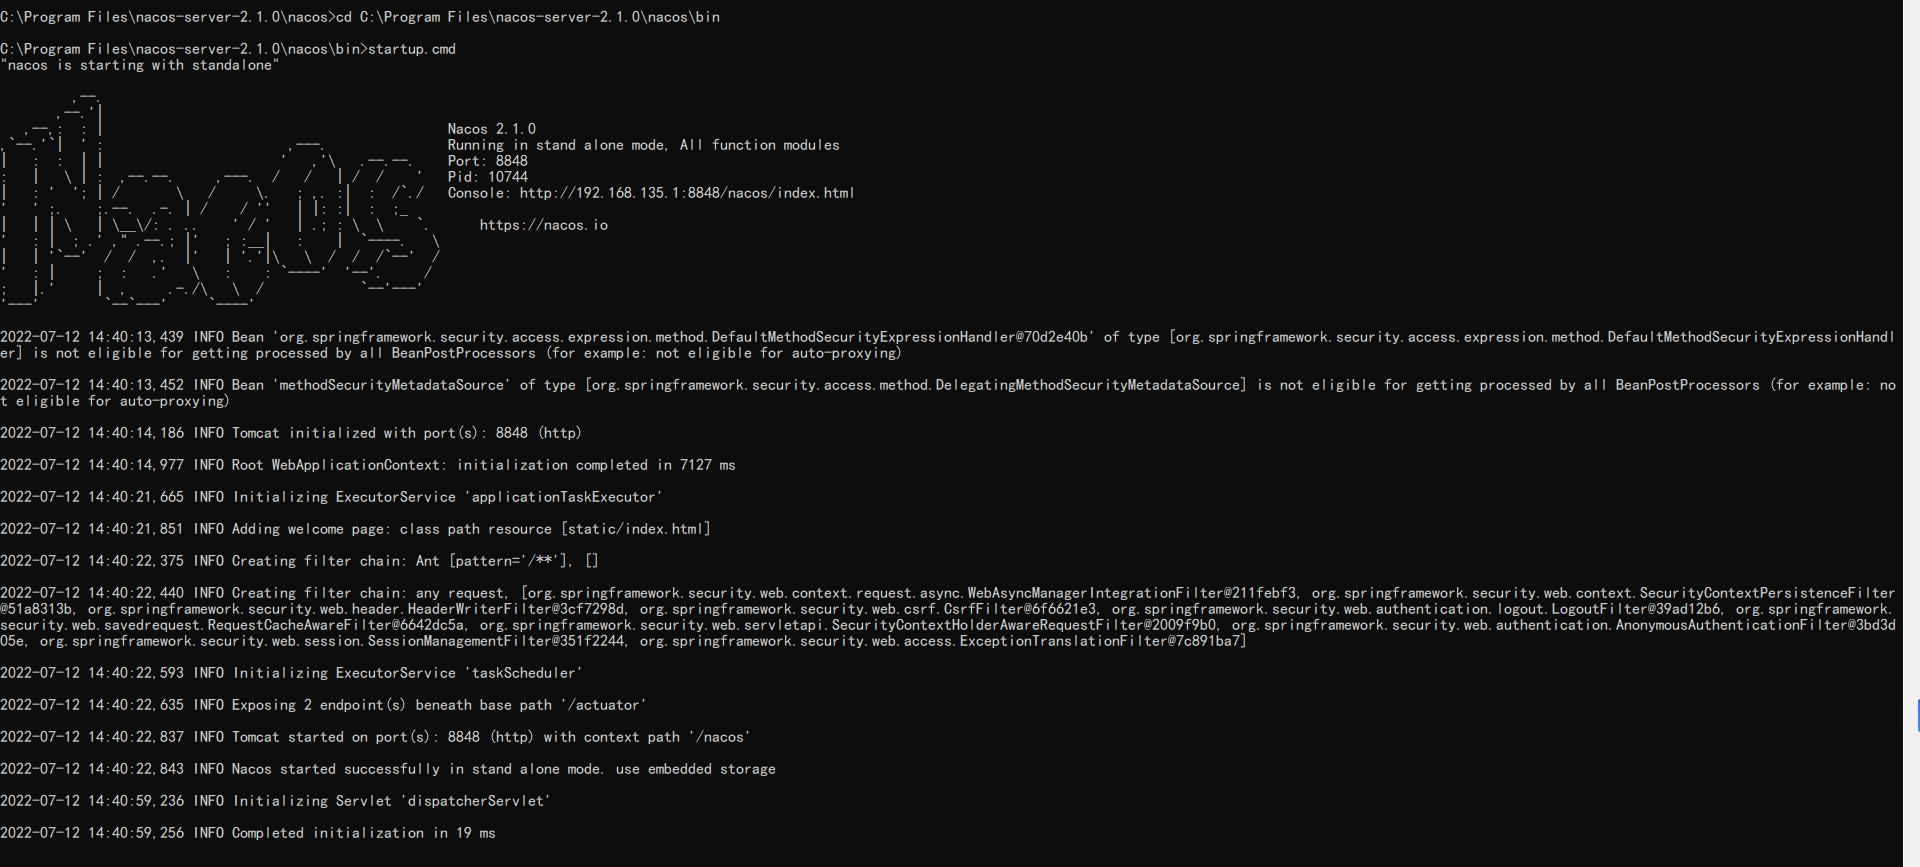 C:\Program Files\nacos-server-2.1.0\nacos>cd C:\Program Files\nacos-server-2.1.0\nacos\bin
C:\Program Files\nacos-server-2.1.0\nacos\bin>startup.cmd
"nacos is starting with standalone"
Nacos 2.1.0
Running in stand alone mode, All function modules
Port: 8848
Pid: 10744
Console: http://192.168.135.1:8848/nacos/index.html
https://nacos.io
2022-07-12 14:40:13,439 INFO Bean 'org.springframework.security.access.expression.method.DefaultMethodSecurityExpressionHandler@70d2e40b' of type [org.springframework.security.access.expression.method.DefaultMethodSecurityExpressionHandl
er] is not eligible for getting processed by all BeanPostProcessors (for example: not eligible for auto-proxying)
2022-07-12 14:40:13,452 INFO Bean 'methodSecurityMetadataSource' of type [org.springframework.security.access.method.DelegatingMethodSecurityMetadataSource] is not eligible for getting processed by all BeanPostProcessors (for example: no
t eligible for auto-proxying)
2022-07-12 14:40:14,186 INFO Tomcat initialized with port(s): 8848 (http)
2022-07-12 14:40:14,977 INFO Root WebApplicationContext: initialization completed in 7127 ms
2022-07-12 14:40:21,665 INFO Initializing ExecutorService 'applicationTaskExecutor'
2022-07-12 14:40:21,851 INFO Adding welcome page: class path resource [static/index.html]
2022-07-12 14:40:22,375 INFO Creating filter chain: Ant [pattern='/**'], []
2022-07-12 14:40:22,440 INFO Creating filter chain: any request, [org.springframework.security.web.context.request.async.WebAsyncManagerIntegrationFilter@211febf3, org.springframework.security.web.context.SecurityContextPersistenceFilter
@51a8313b, org.springframework.security.web.header.HeaderWriterFilter@3cf7298d, org.springframework.security.web.csrf.CsrfFilter@6f6621e3, org.springframework.security.web.authentication.logout.LogoutFilter@39ad12b6, org.springframework.
security.web.savedrequest.RequestCacheAwareFilter@6642dc5a, org.springframework.security.web.servletapi.SecurityContextHolderAwareRequestFilter@2009f9b0, org.springframework.security.web.authentication.AnonymousAuthenticationFilter@3bd3d
05e, org.springframework.security.web.session.SessionManagementFilter@351f2244, org.springframework.security.web.access.ExceptionTranslationFilter@7c891ba7]
2022-07-12 14:40:22,593 INFO Initializing ExecutorService 'taskScheduler'
2022-07-12 14:40:22,635 INFO Exposing 2 endpoint(s) beneath base path '/actuator'
2022-07-12 14:40:22,837 INFO Tomcat started on port(s): 8848 (http) with context path '/nacos'
2022-07-12 14:40:22,843 INFO Nacos started successfully in stand alone mode. use embedded storage
2022-07-12 14:40:59,236 INFO Initializing Servlet 'dispatcherServlet'
2022-07-12 14:40:59,256 INFO Completed initialization in 19 ms